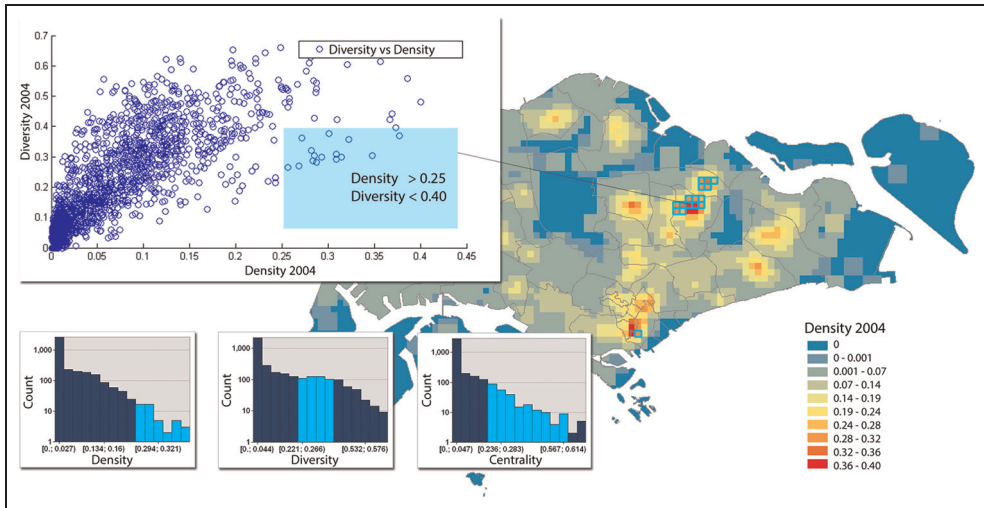 0.7
0.6
0.5
0.4
0.3
0.2
0.1
0
Diversity 2004
Diversity vs Density
Density > 0.25
Diversity < 0.40
0 0.05 0.1 0.15 0.2 0.25 0.3 0.35 0.4 0.45
Density 2004
1,000
100
10
1
Count
[0.; 0.027) [0.134; 0.16) [0.294; 0.321)
Density
1,000
100
10
1
Count
[0.; 0.044) [0.221; 0.266) [0.532; 0.576)
Diversity
1,000
100
10
1
Count
[0.; 0.047) [0.236; 0.283) [0.567; 0.614)
Centrality
Density 2004
0
0 - 0.001
0.001 - 0.07
0.07 - 0.14
0.14 - 0.19
0.19 - 0.24
0.24 - 0.28
0.28 - 0.32
0.32 - 0.36
0.36 - 0.40